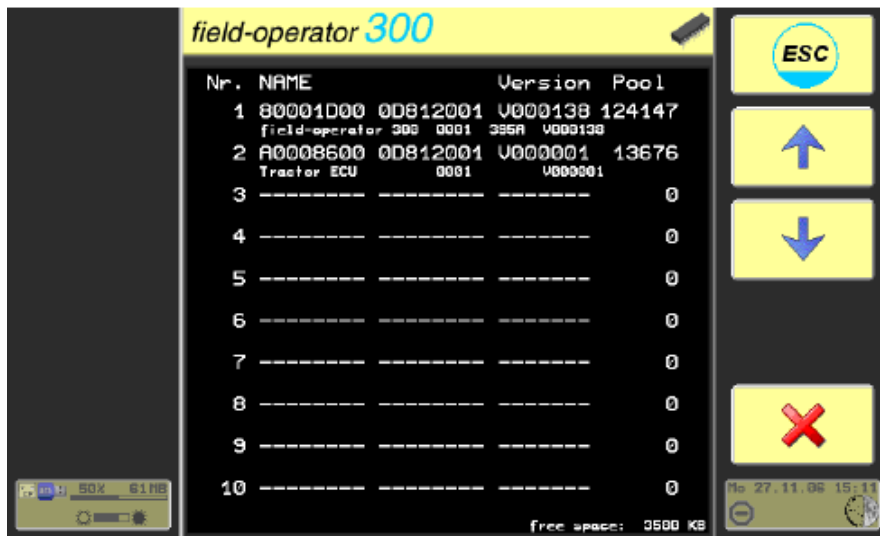 field-operator 300
ESC
Nr. NAME Version Pool
1 80001D00 0D812001 V000138 124147
field-operator 300 0001 395A V000138
2 A0008600 0D812001 V000001 13676
Tractor ECU 0001 V000001
3 -------- -------- ------- 0
4 -------- -------- ------- 0
5 -------- -------- ------- 0
6 -------- -------- ------- 0
7 -------- -------- ------- 0
8 -------- -------- ------- 0
9 -------- -------- ------- 0
10 -------- -------- ------- 0
free space: 3580 KB
50% 61MB
Mo 27.11.06 15:11